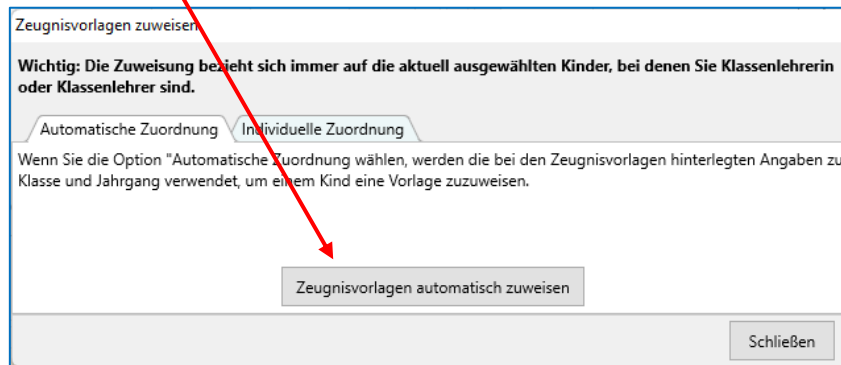 Zeugnisvorlagen zuweisen
Wichtig: Die Zuweisung bezieht sich immer auf die aktuell ausgewählten Kinder, bei denen Sie Klassenlehrerin
oder Klassenlehrer sind.
Automatische Zuordnung Individuelle Zuordnung
Wenn Sie die Option "Automatische Zuordnung wählen, werden die bei den Zeugnisvorlagen hinterlegten Angaben zu
Klasse und Jahrgang verwendet, um einem Kind eine Vorlage zuzuweisen.
Zeugnisvorlagen automatisch zuweisen
Schließen